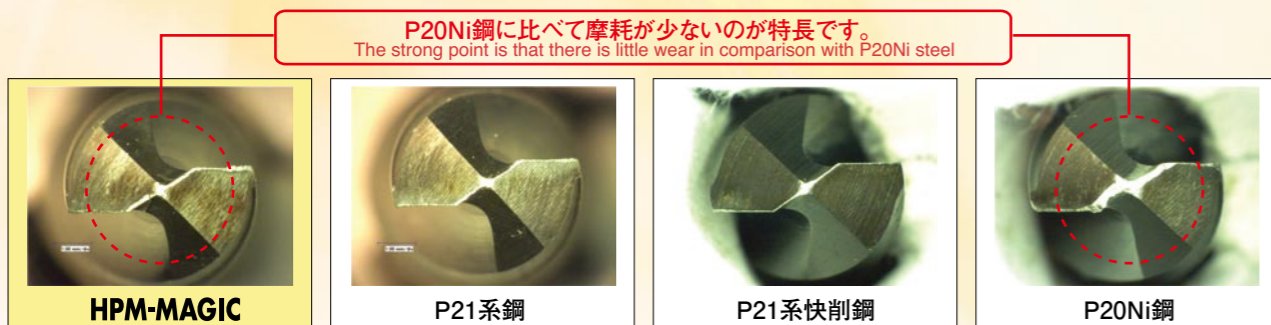 P20Ni鋼に比べて摩耗が少ないのが特長です。
The strong point is that there is little wear in comparison with P20Ni steel
HPM-MAGIC
P21系鋼
P21系快削鋼
P20Ni鋼